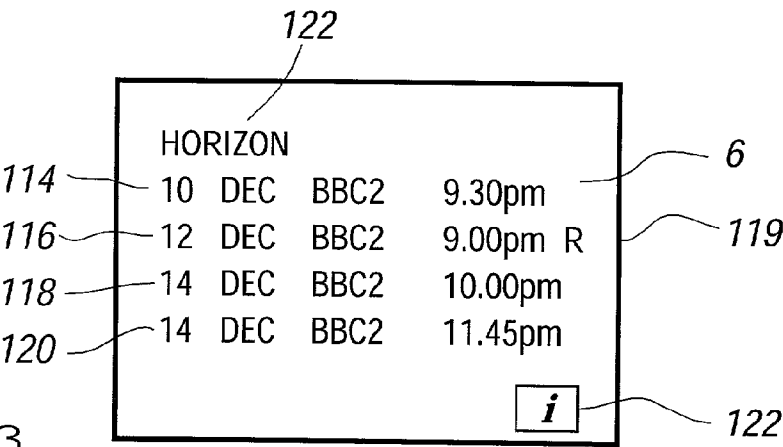 122
HORIZON
6
114 10 DEC BBC2 9.30pm
116 12 DEC BBC2 9.00pm R 119
118 14 DEC BBC2 10.00pm
120 14 DEC BBC2 11.45pm
i 122